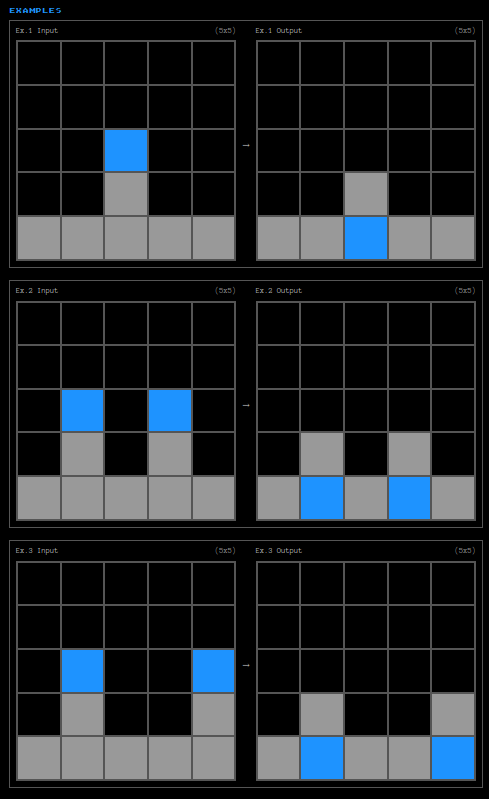 EXAMPLES
Ex.1 Input (5x5) Ex.1 Output (5x5)
→
Ex.2 Input (5x5) Ex.2 Output (5x5)
→
Ex.3 Input (5x5) Ex.3 Output (5x5)
→